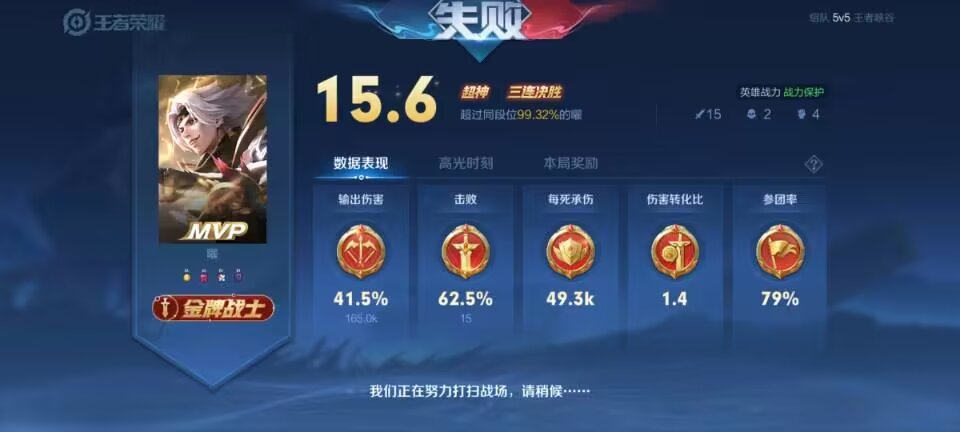 王者荣耀
失败
组队 5v5 王者峡谷
15.6
超神 三连决胜
超过同段位99.32%的曜
英雄战力 战力保护
15 2 4
数据表现 高光时刻 本局奖励
?
MVP
曜
金牌战士
输出伤害 击败 每死承伤 伤害转化比 参团率
41.5% 62.5% 49.3k 1.4 79%
165.0k 15
我们正在努力打扫战场，请稍候······